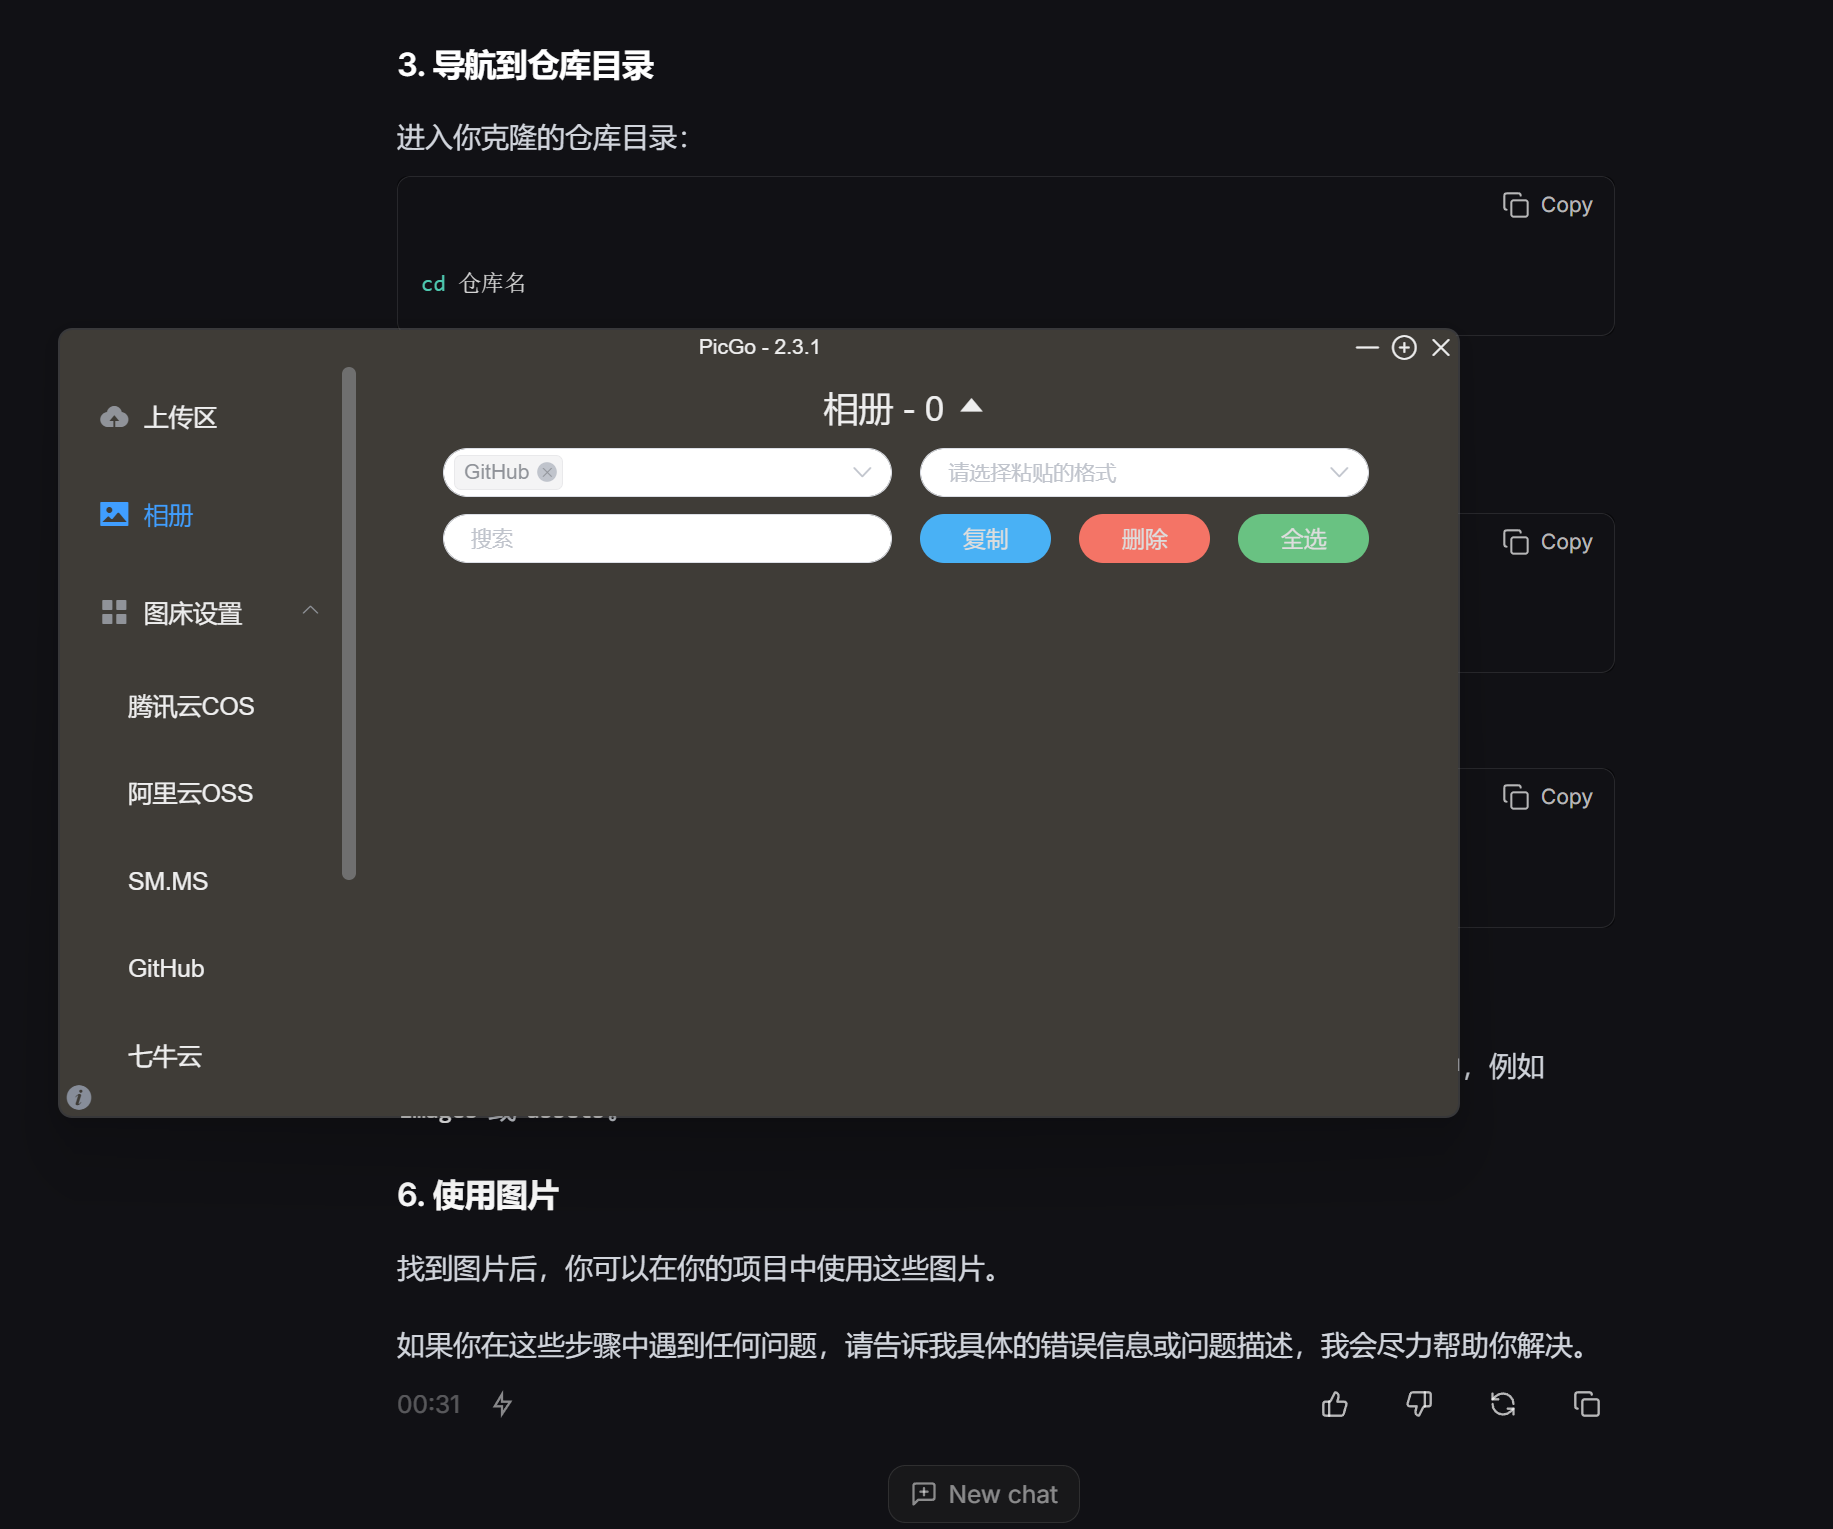 3. 导航到仓库目录
进入你克隆的仓库目录：
Copy
cd 仓库名
PicGo - 2.3.1
上传区
相册
图床设置
腾讯云COS
阿里云OSS
SM.MS
GitHub
七牛云
相册 - 0
GitHub
请选择粘贴的格式
搜索
复制
删除
全选
Copy
Copy
，例如
6. 使用图片
找到图片后，你可以在你的项目中使用这些图片。
如果你在这些步骤中遇到任何问题，请告诉我具体的错误信息或问题描述，我会尽力帮助你解决。
00:31
New chat